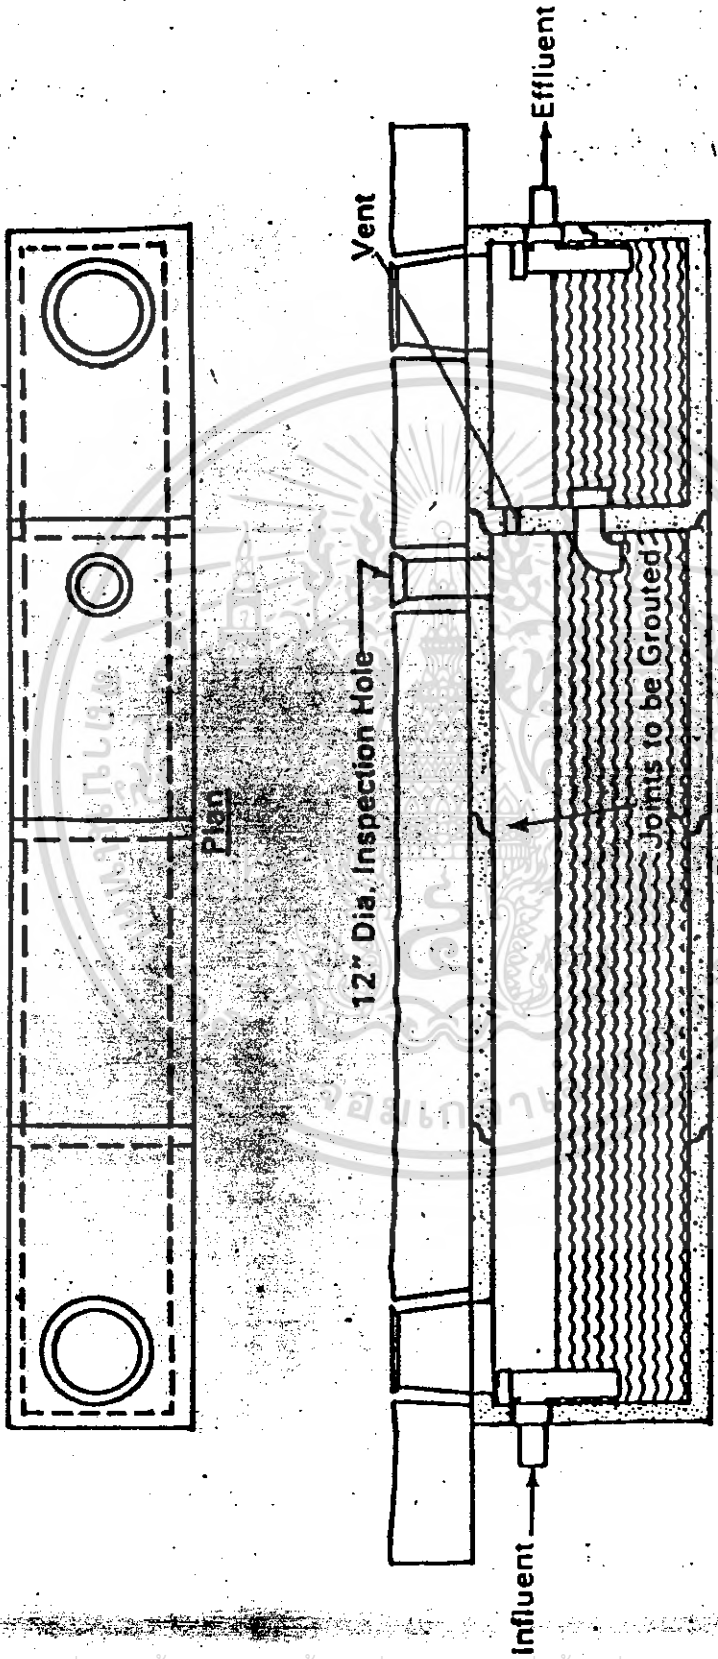 Plan
12" Dia. Inspection Hole
Vent
Influent
Effluent
Joints to be Grouted